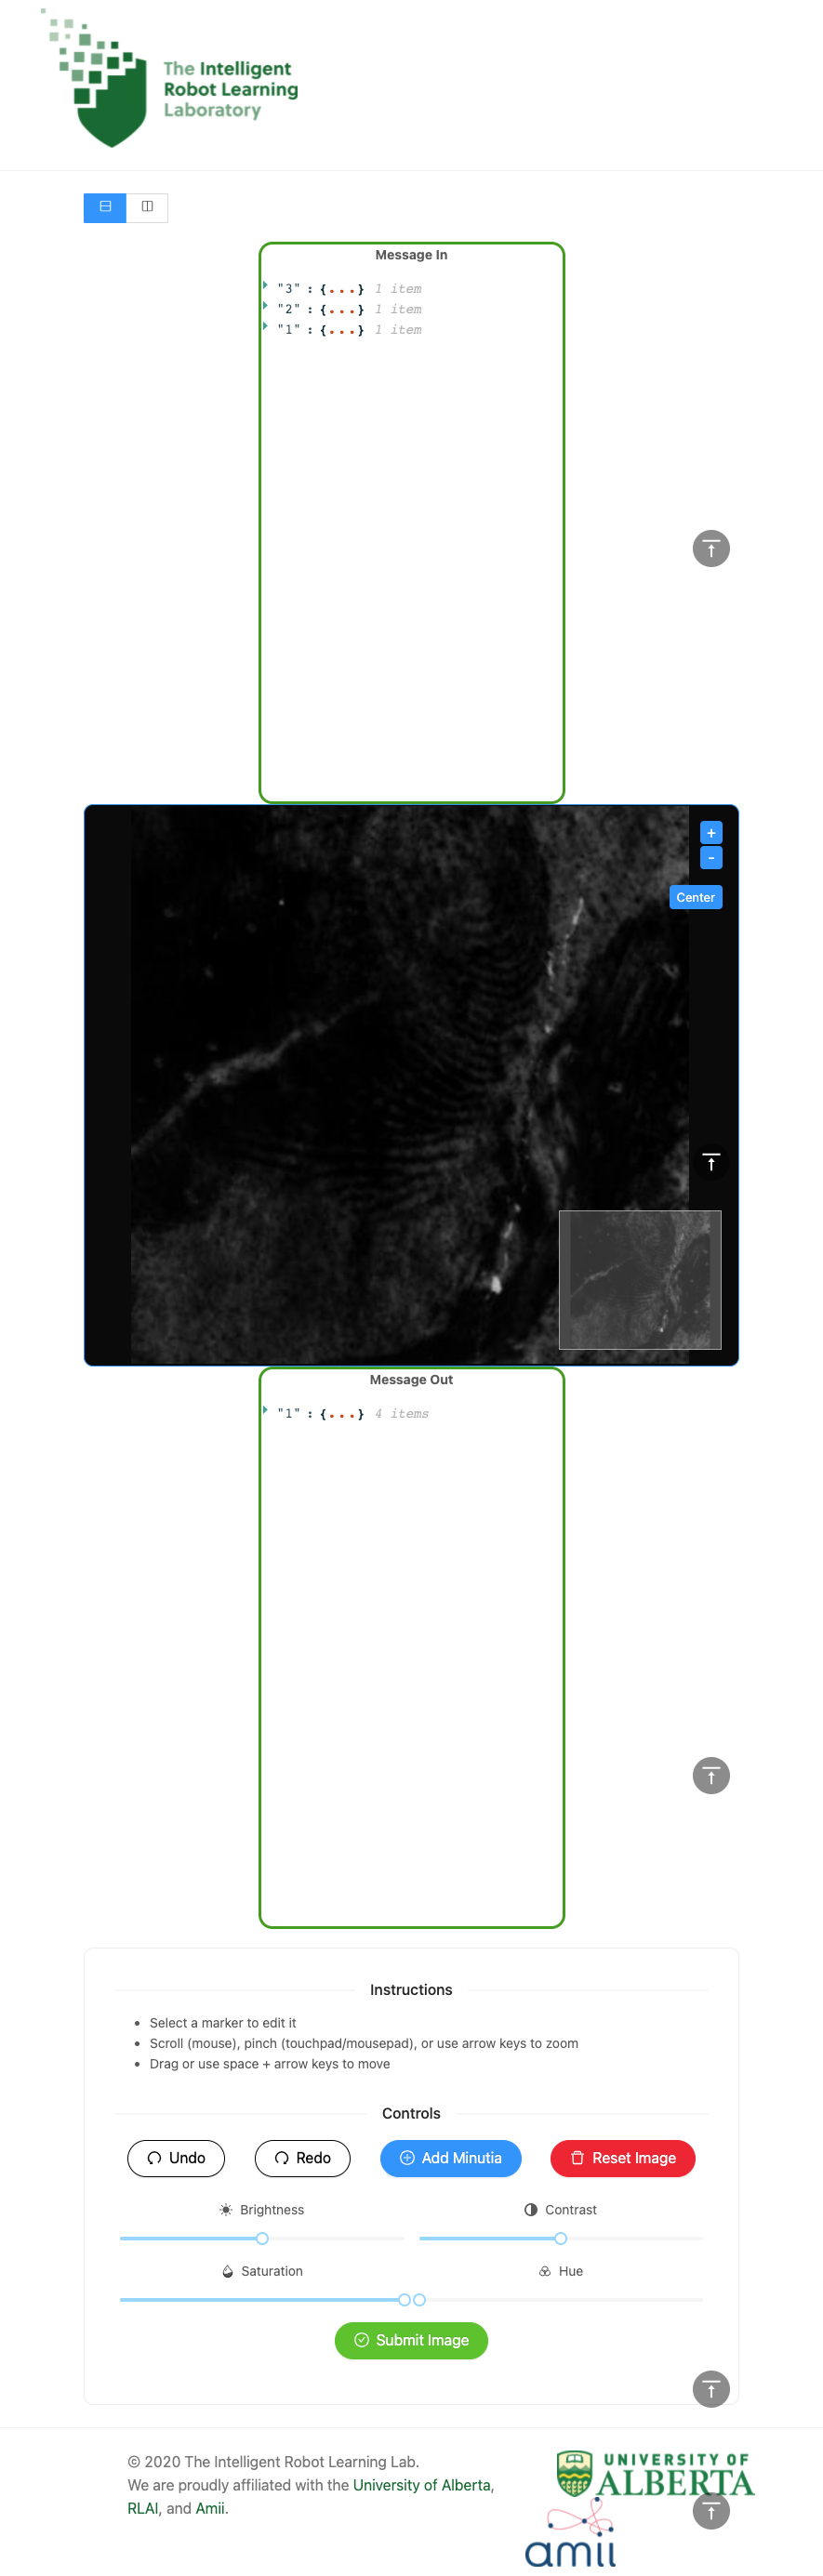 The Intelligent
Robot Learning
Laboratory
Message In
"3" : {...} 1 item
"2" : {...} 1 item
"1" : {...} 1 item
+
-
Center
Message Out
"1" : {...} 4 items
Instructions
• Select a marker to edit it
• Scroll (mouse), pinch (touchpad/mousepad), or use arrow keys to zoom
• Drag or use space + arrow keys to move
Controls
Undo Redo Add Minutia Reset Image
Brightness Contrast
Saturation Hue
Submit Image
© 2020 The Intelligent Robot Learning Lab.
We are proudly affiliated with the University of Alberta,
RLAI, and Amii.
UNIVERSITY OF
ALBERTA
amii